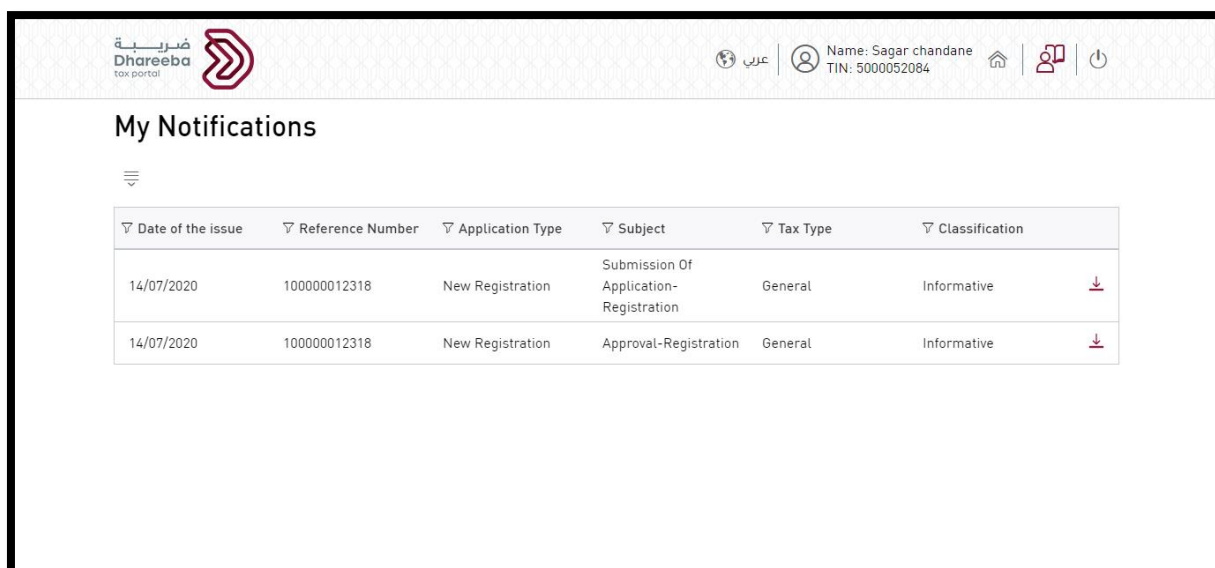 ضريبة
Dhareeba
tax portal
عربي
Name: Sagar chandane
TIN: 5000052084
My Notifications
Date of the issue Reference Number Application Type Subject Tax Type Classification
14/07/2020 100000012318 New Registration Submission Of
Application-
Registration General Informative
14/07/2020 100000012318 New Registration Approval-Registration General Informative